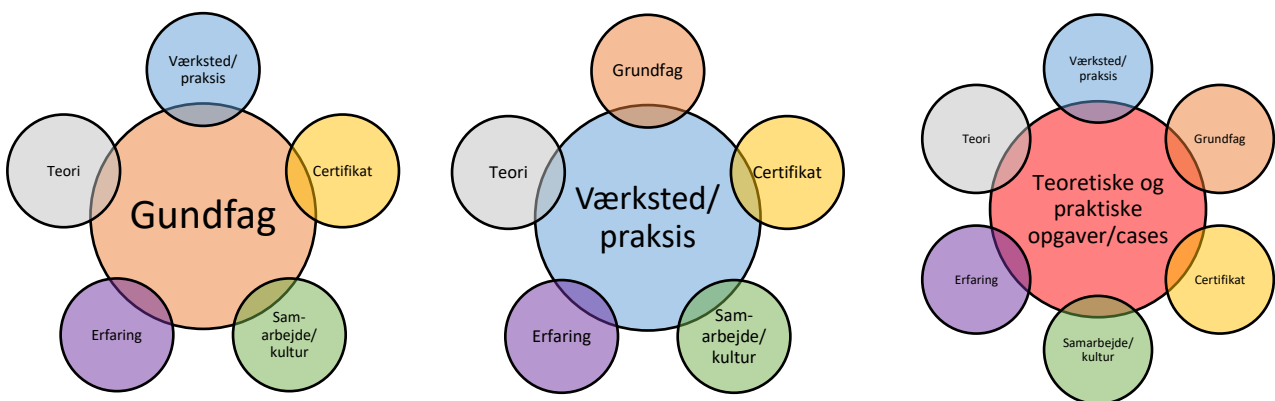 Værksted/
praksis
Teori
Certifikat
Gundfag
Erfaring
Sam-
arbejde/
kultur
Grundfag
Teori
Certifikat
Værksted/
praksis
Erfaring
Sam-
arbejde/
kultur
Værksted/
praksis
Teori
Grundfag
Teoretiske og
praktiske
opgaver/cases
Erfaring
Certifikat
Samarbejde/
kultur